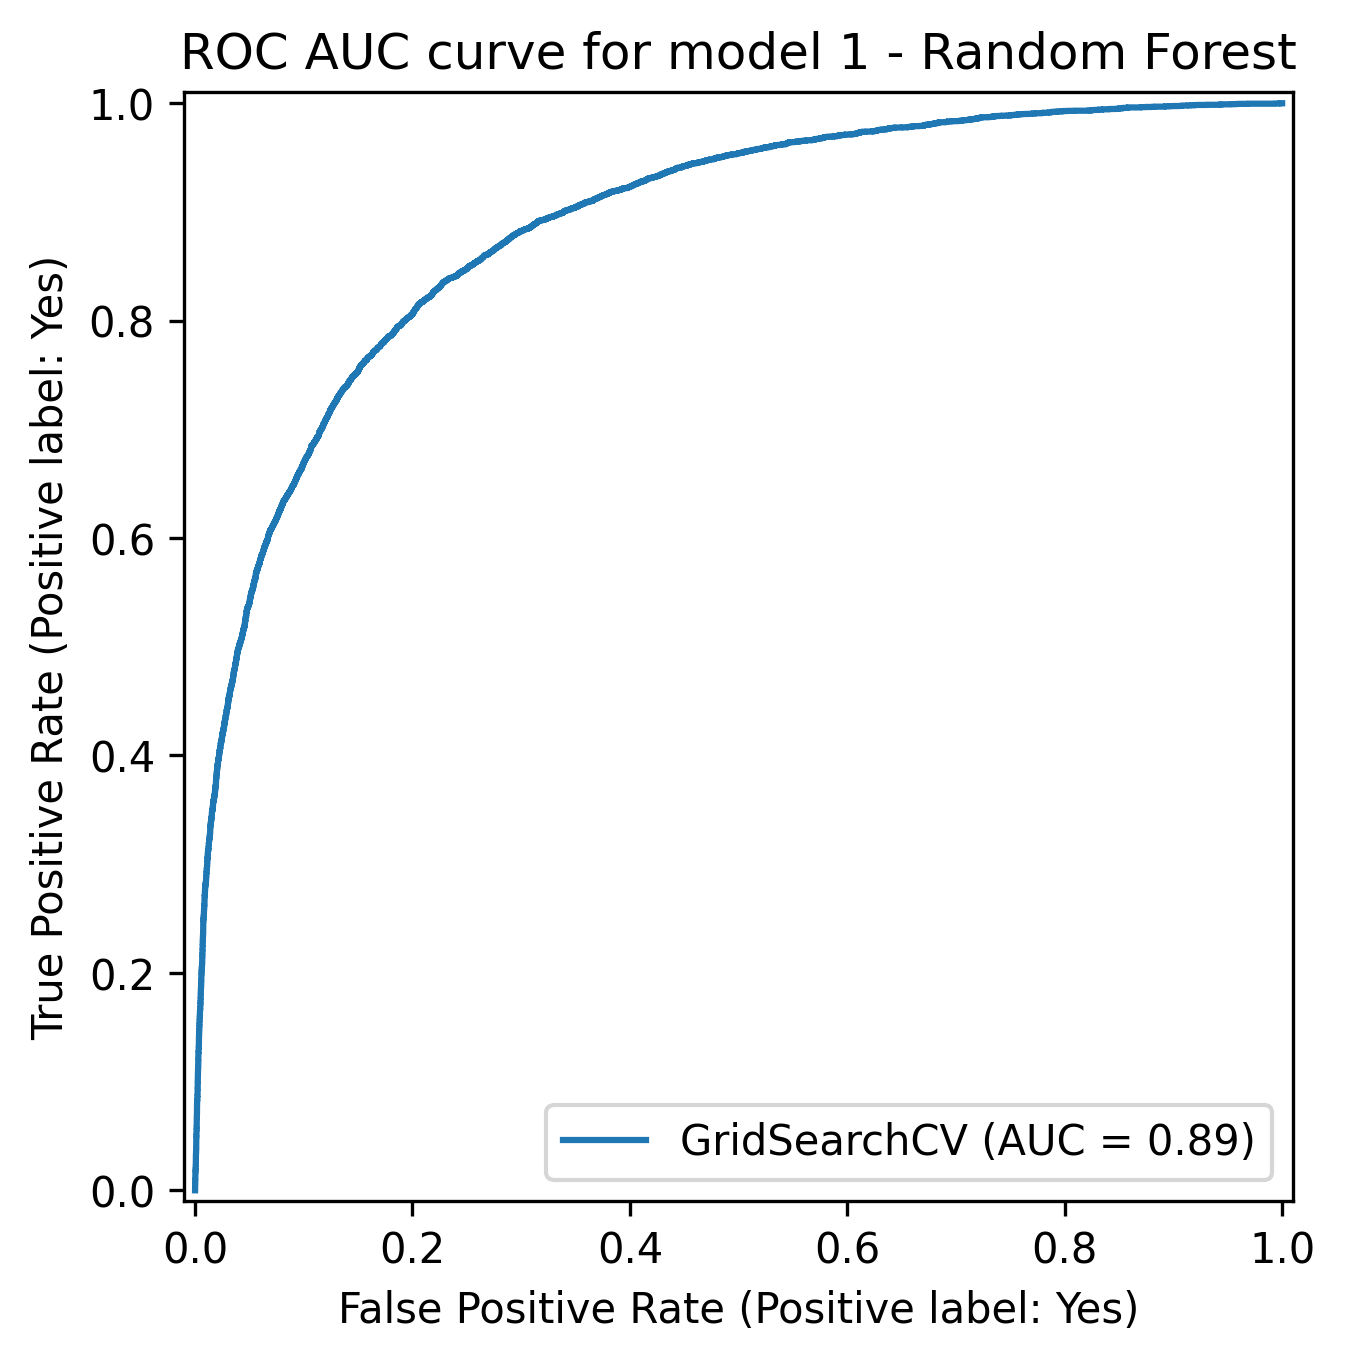 ROC AUC curve for model 1 - Random Forest
1.0
0.8
0.6
0.4
0.2
0.0
True Positive Rate (Positive label: Yes)
GridSearchCV (AUC = 0.89)
0.0 0.2 0.4 0.6 0.8 1.0
False Positive Rate (Positive label: Yes)